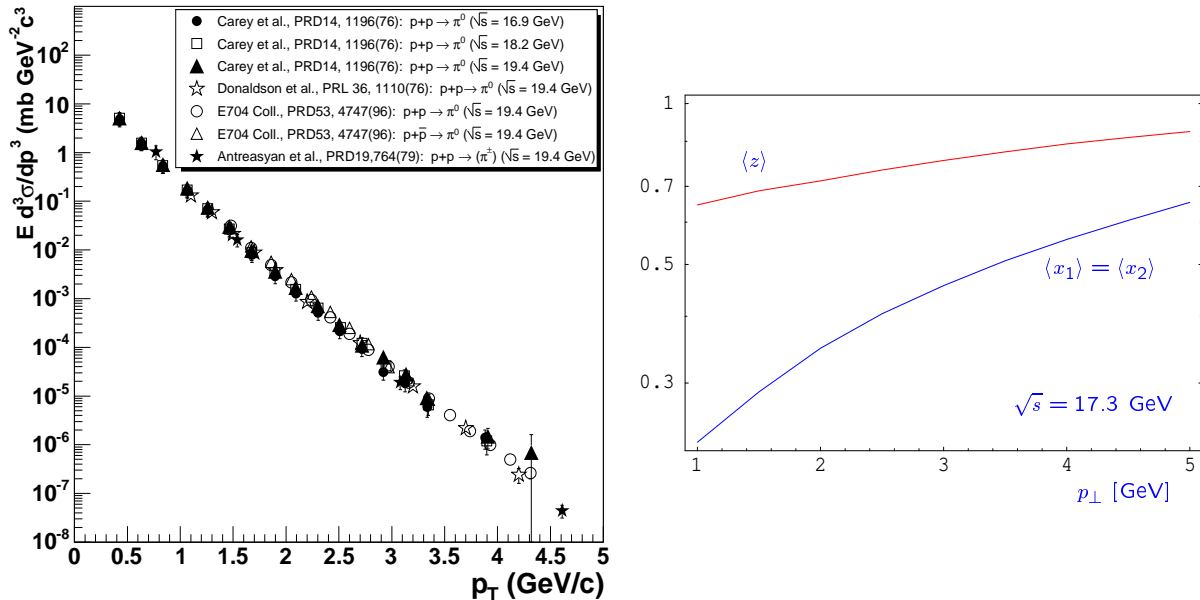 Carey et al., PRD14, 1196(76): p+p → π⁰ (√s = 16.9 GeV)
Carey et al., PRD14, 1196(76): p+p → π⁰ (√s = 18.2 GeV)
Carey et al., PRD14, 1196(76): p+p → π⁰ (√s = 19.4 GeV)
Donaldson et al., PRL 36, 1110(76): p+p → π⁰ (√s = 19.4 GeV)
E704 Coll., PRD53, 4747(96): p+p → π⁰ (√s = 19.4 GeV)
E704 Coll., PRD53, 4747(96): p+p̄ → π⁰ (√s = 19.4 GeV)
Antreasyan et al., PRD19,764(79): p+p → (π^±) (√s = 19.4 GeV)
E d³σ/dp³ (mb GeV⁻²c³)
10²
10
1
10⁻¹
10⁻²
10⁻³
10⁻⁴
10⁻⁵
10⁻⁶
10⁻⁷
10⁻⁸
0 0.5 1 1.5 2 2.5 3 3.5 4 4.5 5
p_T (GeV/c)
1
0.7
0.5
0.3
⟨z⟩
⟨x₁⟩ = ⟨x₂⟩
√s = 17.3 GeV
1 2 3 4 5
p_⊥ [GeV]